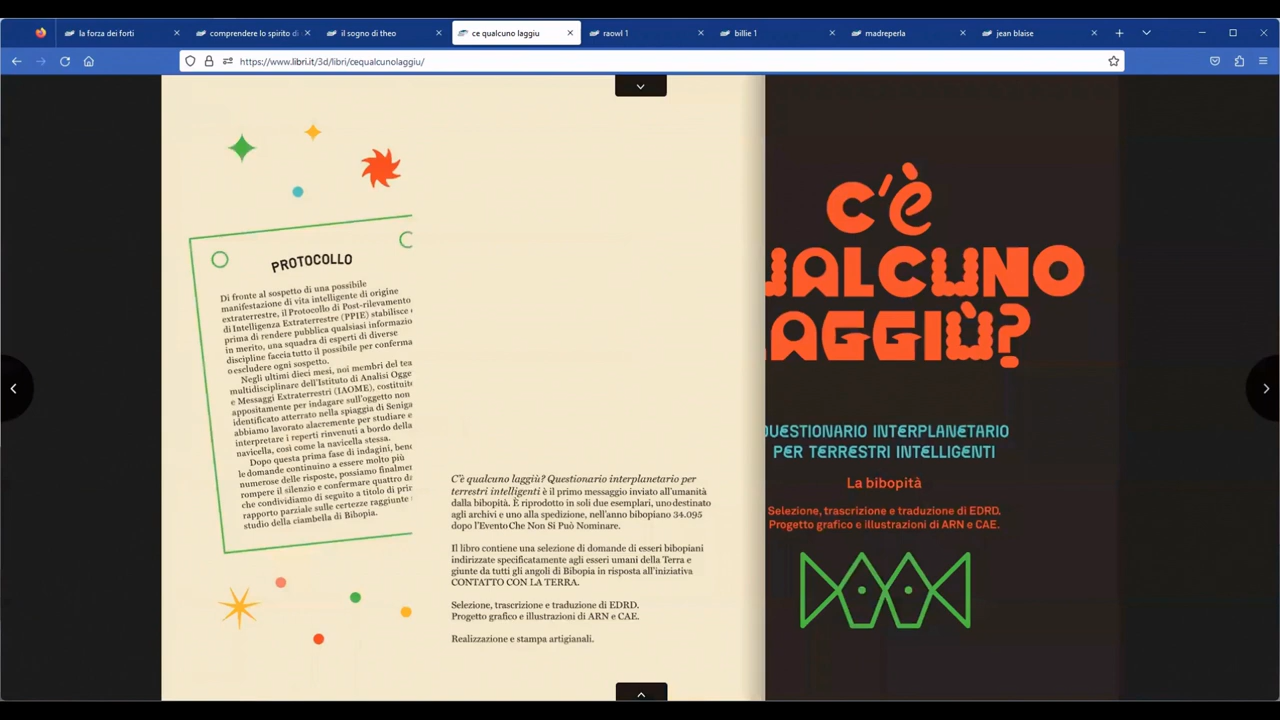 la forza dei forti
comprendere lo spirito di
il sogno di theo
ce qualcuno laggiu
raowl 1
billie 1
madreperla
jean blaise
https://www.libri.it/3d/libri/cequalcunolaggiu/
PROTOCOLLO
Di fronte al sospetto di una possibile
manifestazione di vita intelligente di origine
extraterrestre, il Protocollo di Post-rilevamento
di Intelligenza Extraterrestre (PPIE) stabilisce
prima di rendere pubblica qualsiasi informazio
in merito, una squadra di esperti di diverse
discipline faccia tutto il possibile per conferma
o escludere ogni sospetto.
Negli ultimi dieci mesi, noi membri del tea
multidisciplinare dell'Istituto di Analisi Ogge
e Messaggi Extraterrestri (IAOME), costituito
appositamente per indagare sull'oggetto non
identificato atterrato nella spiaggia di Seniga
abbiamo lavorato alacremente per studiare e
interpretare i reperti rinvenuti a bordo della
navicella, così come la navicella stessa.
Dopo questa prima fase di indagini, benc
le domande continuino a essere molto più
numerose delle risposte, possiamo finalmen
rompere il silenzio e confermare quattro da
che condividiamo di seguito a titolo di prim
rapporto parziale sulle certezze raggiunte
studio della ciambella di Bibopia.
C'è qualcuno laggiù? Questionario interplanetario per
terrestri intelligenti è il primo messaggio inviato all'umanità
dalla bibopità. È riprodotto in soli due esemplari, uno destinato
agli archivi e uno alla spedizione, nell'anno bibopiano 34.095
dopo l'Evento Che Non Si Può Nominare.
Il libro contiene una selezione di domande di esseri bibopiani
indirizzate specificatamente agli esseri umani della Terra e
giunte da tutti gli angoli di Bibopia in risposta all'iniziativa
CONTATTO CON LA TERRA.
Selezione, trascrizione e traduzione di EDRD.
Progetto grafico e illustrazioni di ARN e CAE.
Realizzazione e stampa artigianali.
C'è
UALCUNO
AGGIÙ?
QUESTIONARIO INTERPLANETARIO
PER TERRESTRI INTELLIGENTI
La bibopità
Selezione, trascrizione e traduzione di EDRD.
Progetto grafico e illustrazioni di ARN e CAE.